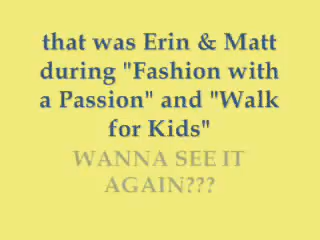 that was Erin & Matt
during "Fashion with
a Passion" and "Walk
for Kids"
WANNA SEE IT
AGAIN???